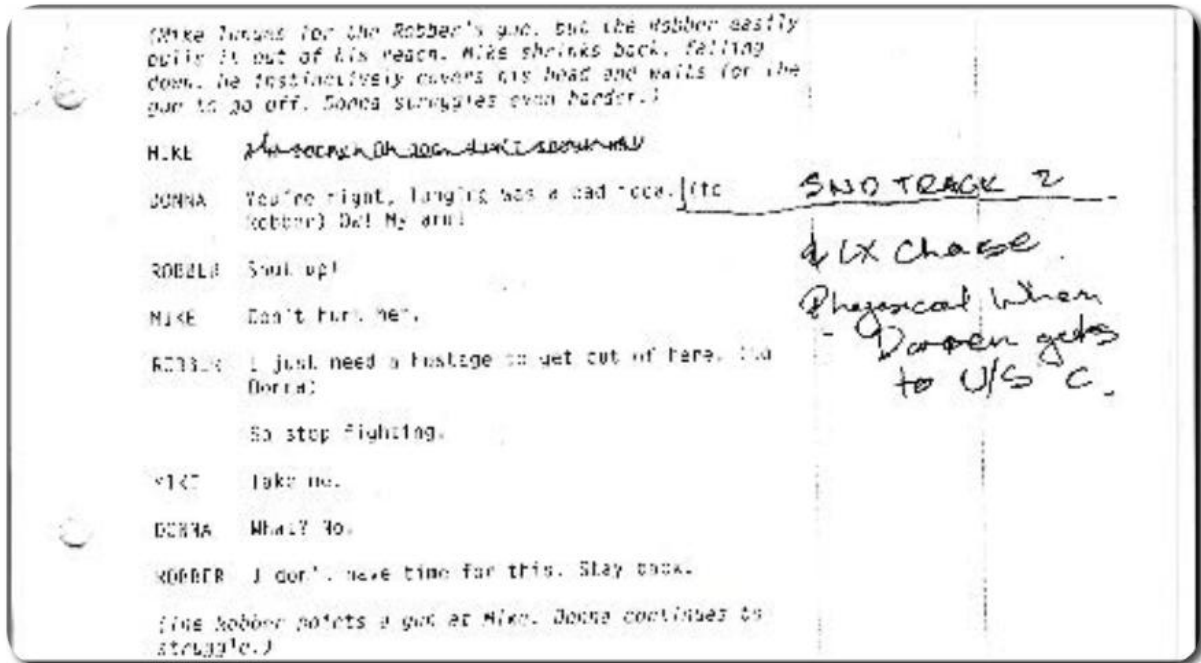 (Mike lunges for the Robber's gun, but the Robber easily
pulls it out of his reach. Mike shrinks back, falling
down, he instinctively covers his head and waits for the
gun to go off. Donna struggles even harder.)
MIKE
DONNA You're right, lunging was a bad idea. (to
Robber) Ow! My arm!
SND TRACK 2
ROBBER Shut up!
& LX Chase.
MIKE Don't hurt her.
Physical When
Darren gets
to U/S C.
ROBBER I just need a hostage to get out of here. (to
Donna)
So stop fighting.
MIKE Take me.
DONNA What? No.
ROBBER I don't have time for this. Stay back.
(The Robber points a gun at Mike. Donna continues to
struggle.)